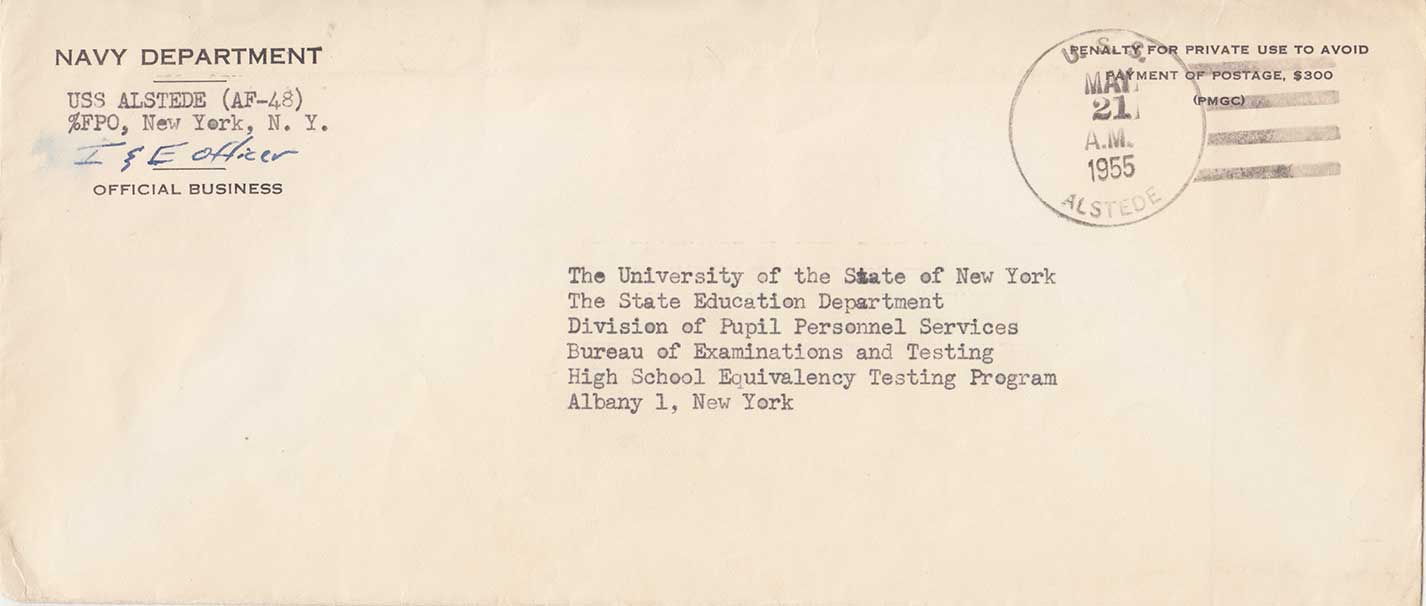 NAVY DEPARTMENT
USS ALSTEDE (AF-48)
%FPO, New York, N. Y.
I & E Officer
OFFICIAL BUSINESS
PENALTY FOR PRIVATE USE TO AVOID
PAYMENT OF POSTAGE, $300
(PMGC)
U. S. S.
MAY
21
A.M.
1955
ALSTEDE
The University of the State of New York
The State Education Department
Division of Pupil Personnel Services
Bureau of Examinations and Testing
High School Equivalency Testing Program
Albany 1, New York